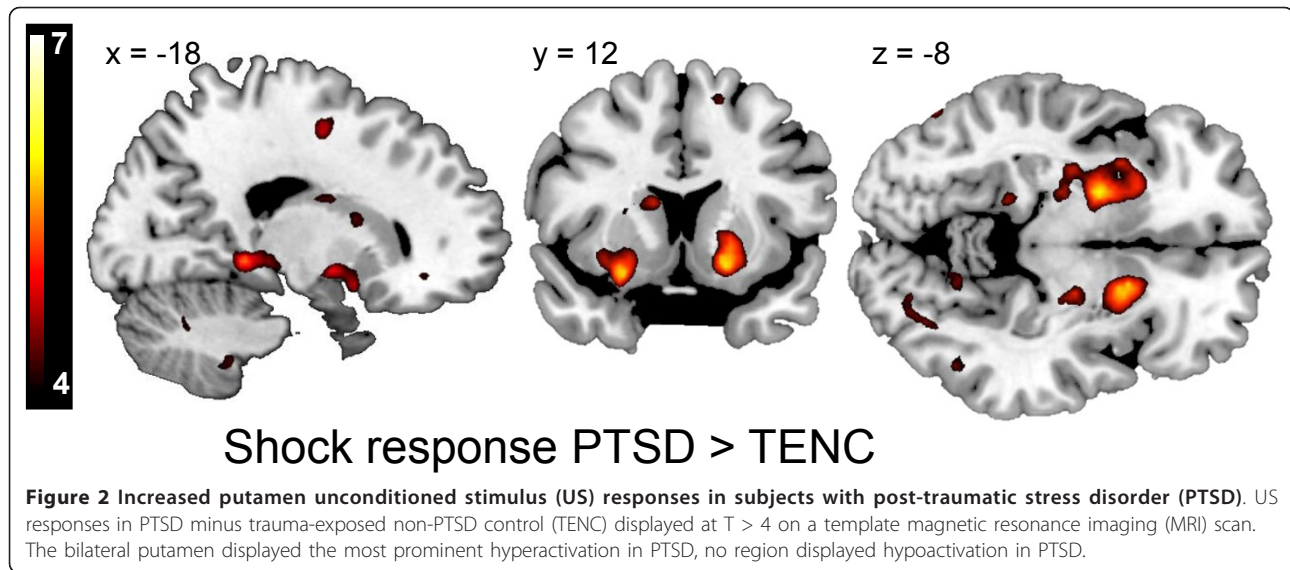 7
x = -18
y = 12
z = -8
4
Shock response PTSD > TENC
Figure 2 Increased putamen unconditioned stimulus (US) responses in subjects with post-traumatic stress disorder (PTSD). US
responses in PTSD minus trauma-exposed non-PTSD control (TENC) displayed at T > 4 on a template magnetic resonance imaging (MRI) scan.
The bilateral putamen displayed the most prominent hyperactivation in PTSD, no region displayed hypoactivation in PTSD.